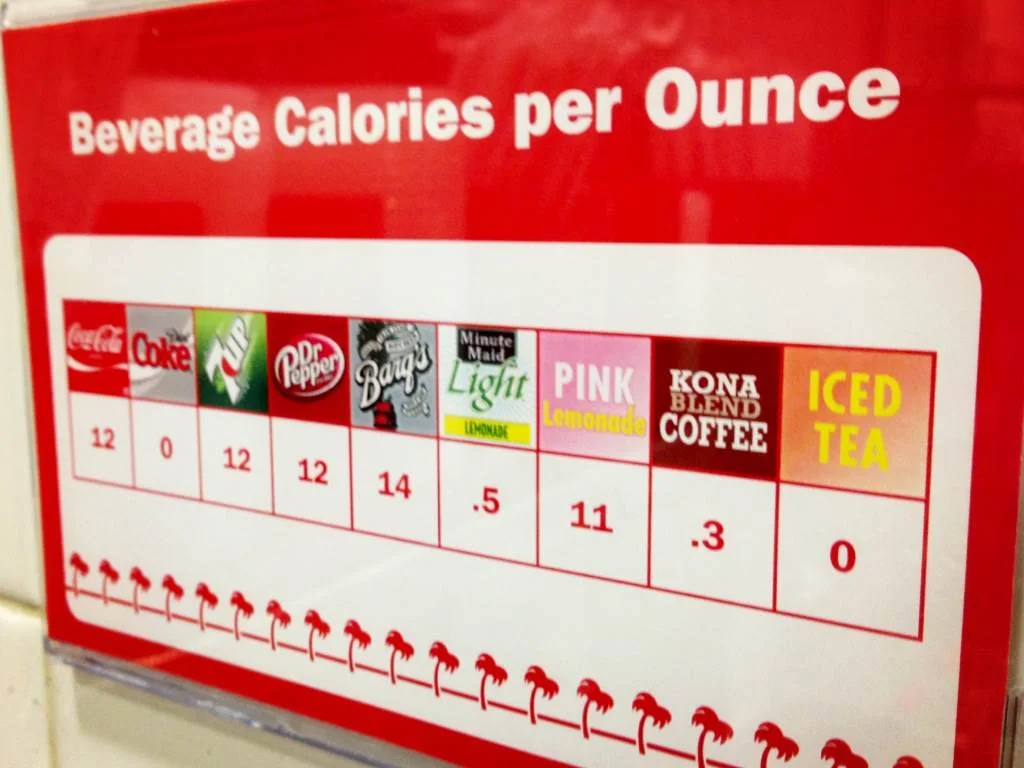 Beverage Calories per Ounce
Coca-Cola
Diet
Coke
7UP
Dr
Pepper
Barq's
Minute
Maid
Light
LEMONADE
PINK
Lemonade
KONA
BLEND
COFFEE
ICED
TEA
12 0 12 12 14 .5 11 .3 0